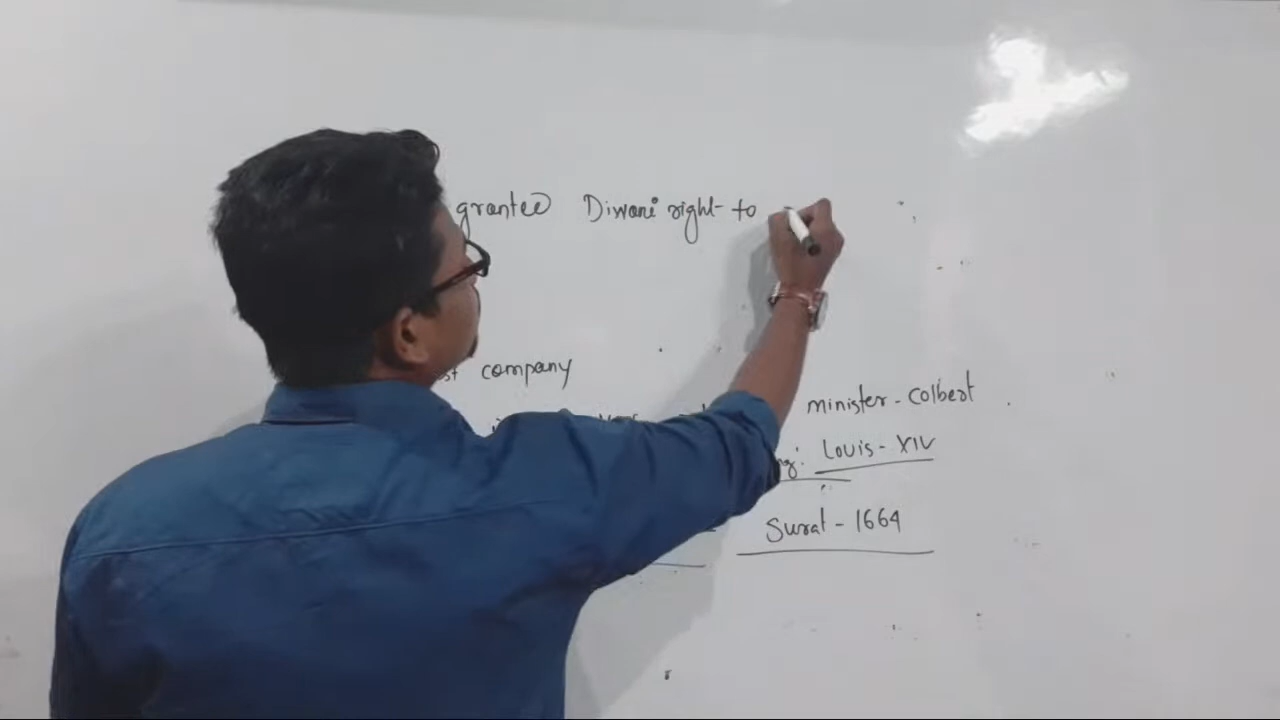 grantee Diwani right to
company
minister - Colbert
Louis - XIV
Surat - 1664